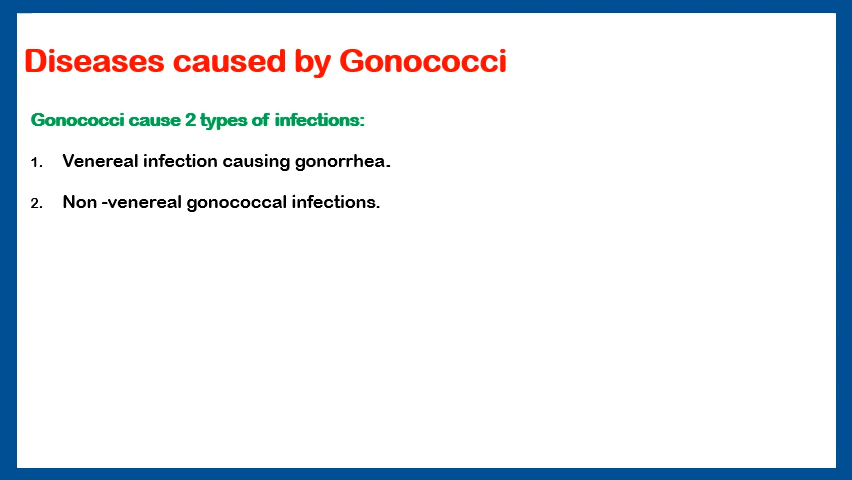 Diseases caused by Gonococci
Gonococci cause 2 types of infections:
1. Venereal infection causing gonorrhea.
2. Non -venereal gonococcal infections.